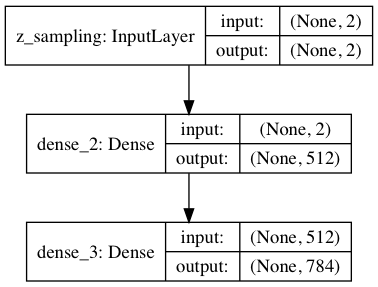 z_sampling: InputLayer
input: (None, 2)
output: (None, 2)
dense_2: Dense
input: (None, 2)
output: (None, 512)
dense_3: Dense
input: (None, 512)
output: (None, 784)